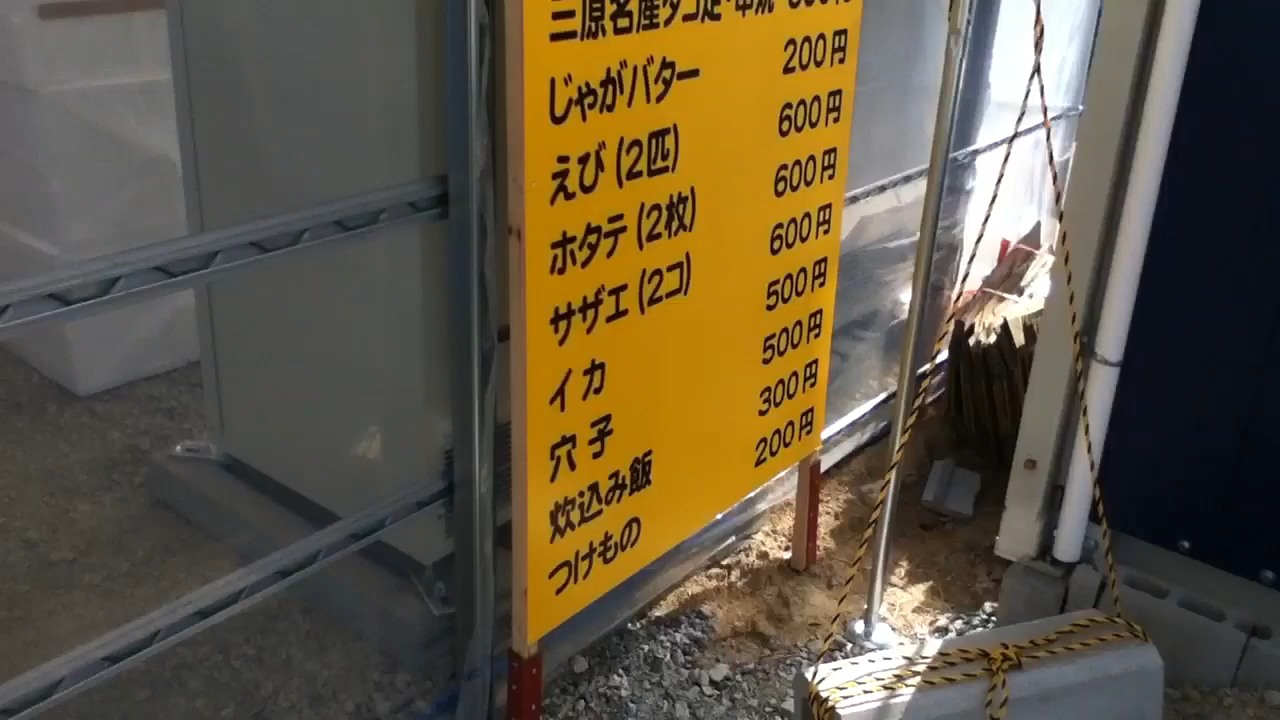 三原名産タコ足・串焼
じゃがバター 200円
えび(2匹) 600円
ホタテ(2枚) 600円
サザエ(2コ) 600円
イカ 500円
穴子 500円
炊込み飯 300円
つけもの 200円